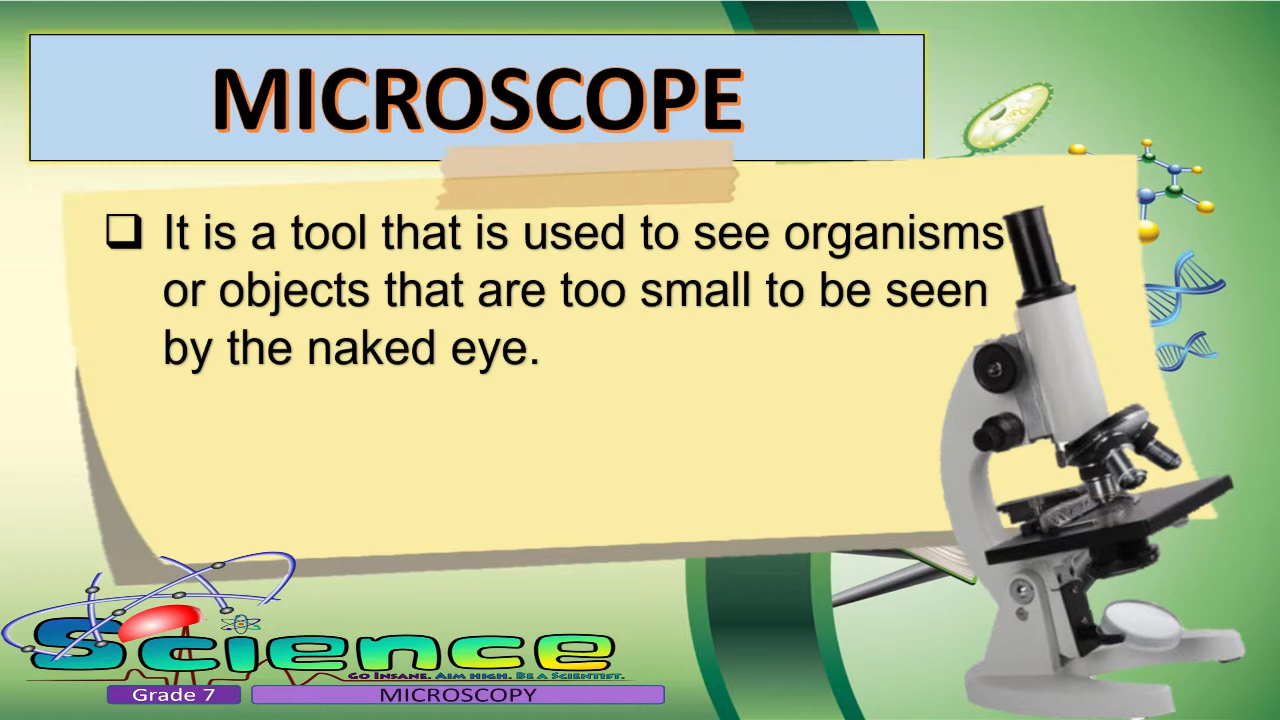 MICROSCOPE
❑ It is a tool that is used to see organisms
or objects that are too small to be seen
by the naked eye.
Science
Go Insane. Aim high. Be a Scientist.
Grade 7
MICROSCOPY